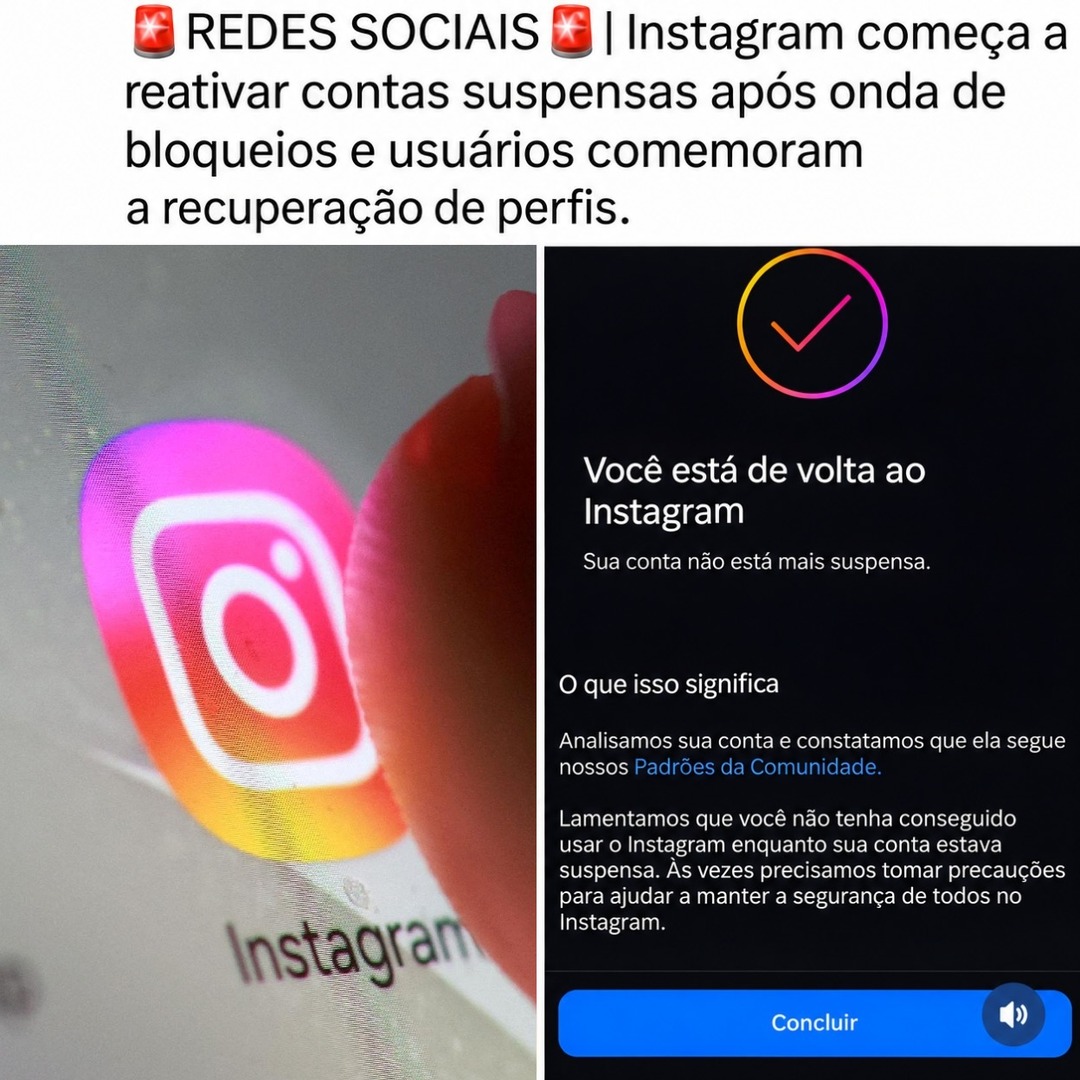 🚨REDES SOCIAIS🚨| Instagram começa a
reativar contas suspensas após onda de
bloqueios e usuários comemoram
a recuperação de perfis.
Instagram
Você está de volta ao
Instagram
Sua conta não está mais suspensa.
O que isso significa
Analisamos sua conta e constatamos que ela segue
nossos Padrões da Comunidade.
Lamentamos que você não tenha conseguido
usar o Instagram enquanto sua conta estava
suspensa. Às vezes precisamos tomar precauções
para ajudar a manter a segurança de todos no
Instagram.
Concluir